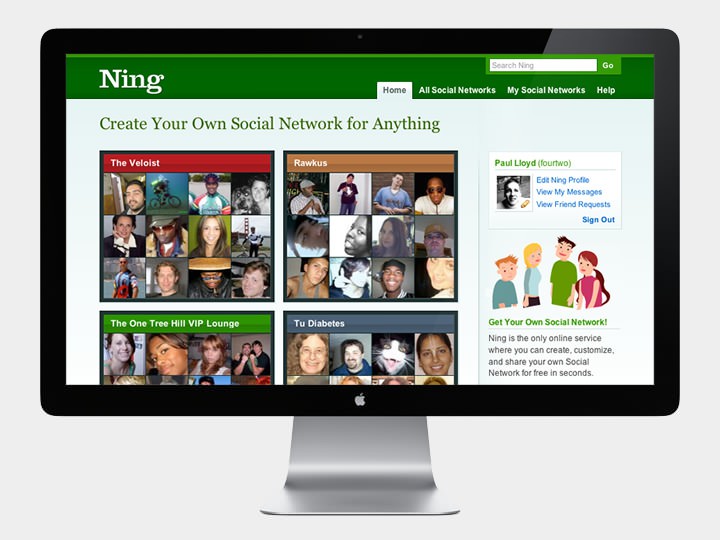 Ning
Search Ning
Go
Home
All Social Networks
My Social Networks
Help
Create Your Own Social Network for Anything
The Veloist
Rawkus
The One Tree Hill VIP Lounge
Tu Diabetes
Paul Lloyd (fourtwo)
Edit Ning Profile
View My Messages
View Friend Requests
Sign Out
Get Your Own Social Network!
Ning is the only online service
where you can create, customize,
and share your own Social
Network for free in seconds.